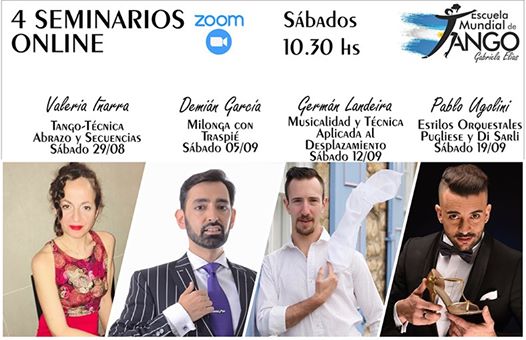 4 SEMINARIOS
ONLINE
zoom
Sábados
10.30 hs
Escuela
Mundial de
TANGO
Gabriela Elias
Valeria Inarra
Tango-Técnica
Abrazo y Secuencias
Sábado 29/08
Demián García
Milonga con
Traspié
Sábado 05/09
Germán Landeira
Musicalidad y Técnica
Aplicada al
Desplazamiento
Sábado 12/09
Pablo Ugolini
Estilos Orquestales
Pugliese y Di Sarli
Sábado 19/09